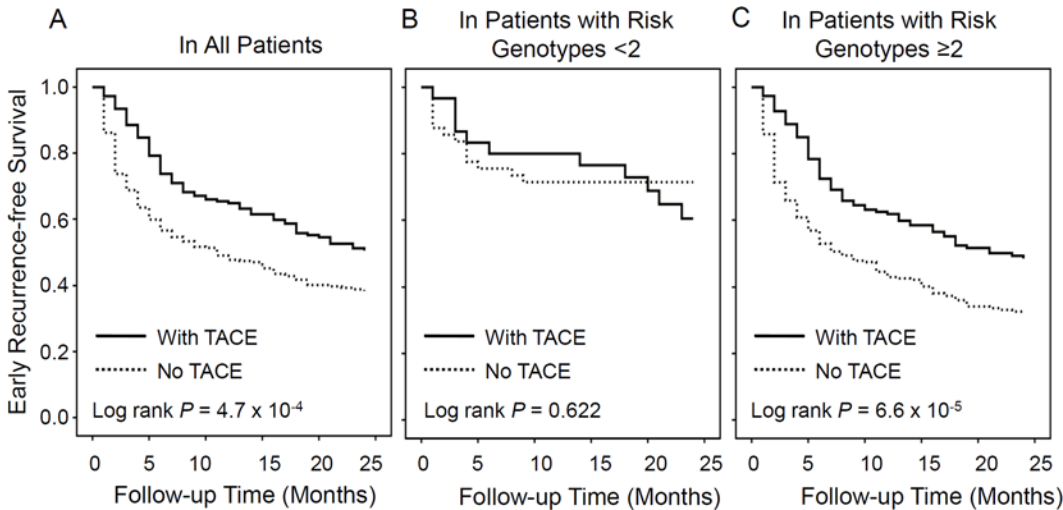 A
In All Patients
B
In Patients with Risk
Genotypes <2
C
In Patients with Risk
Genotypes ≥2
Early Recurrence-free Survival
1.0
0.8
0.6
0.4
0.2
0.0
With TACE
No TACE
Log rank P = 4.7 x 10-4
With TACE
No TACE
Log rank P = 0.622
With TACE
No TACE
Log rank P = 6.6 x 10-5
0 5 10 15 20 25
0 5 10 15 20 25
0 5 10 15 20 25
Follow-up Time (Months)
Follow-up Time (Months)
Follow-up Time (Months)